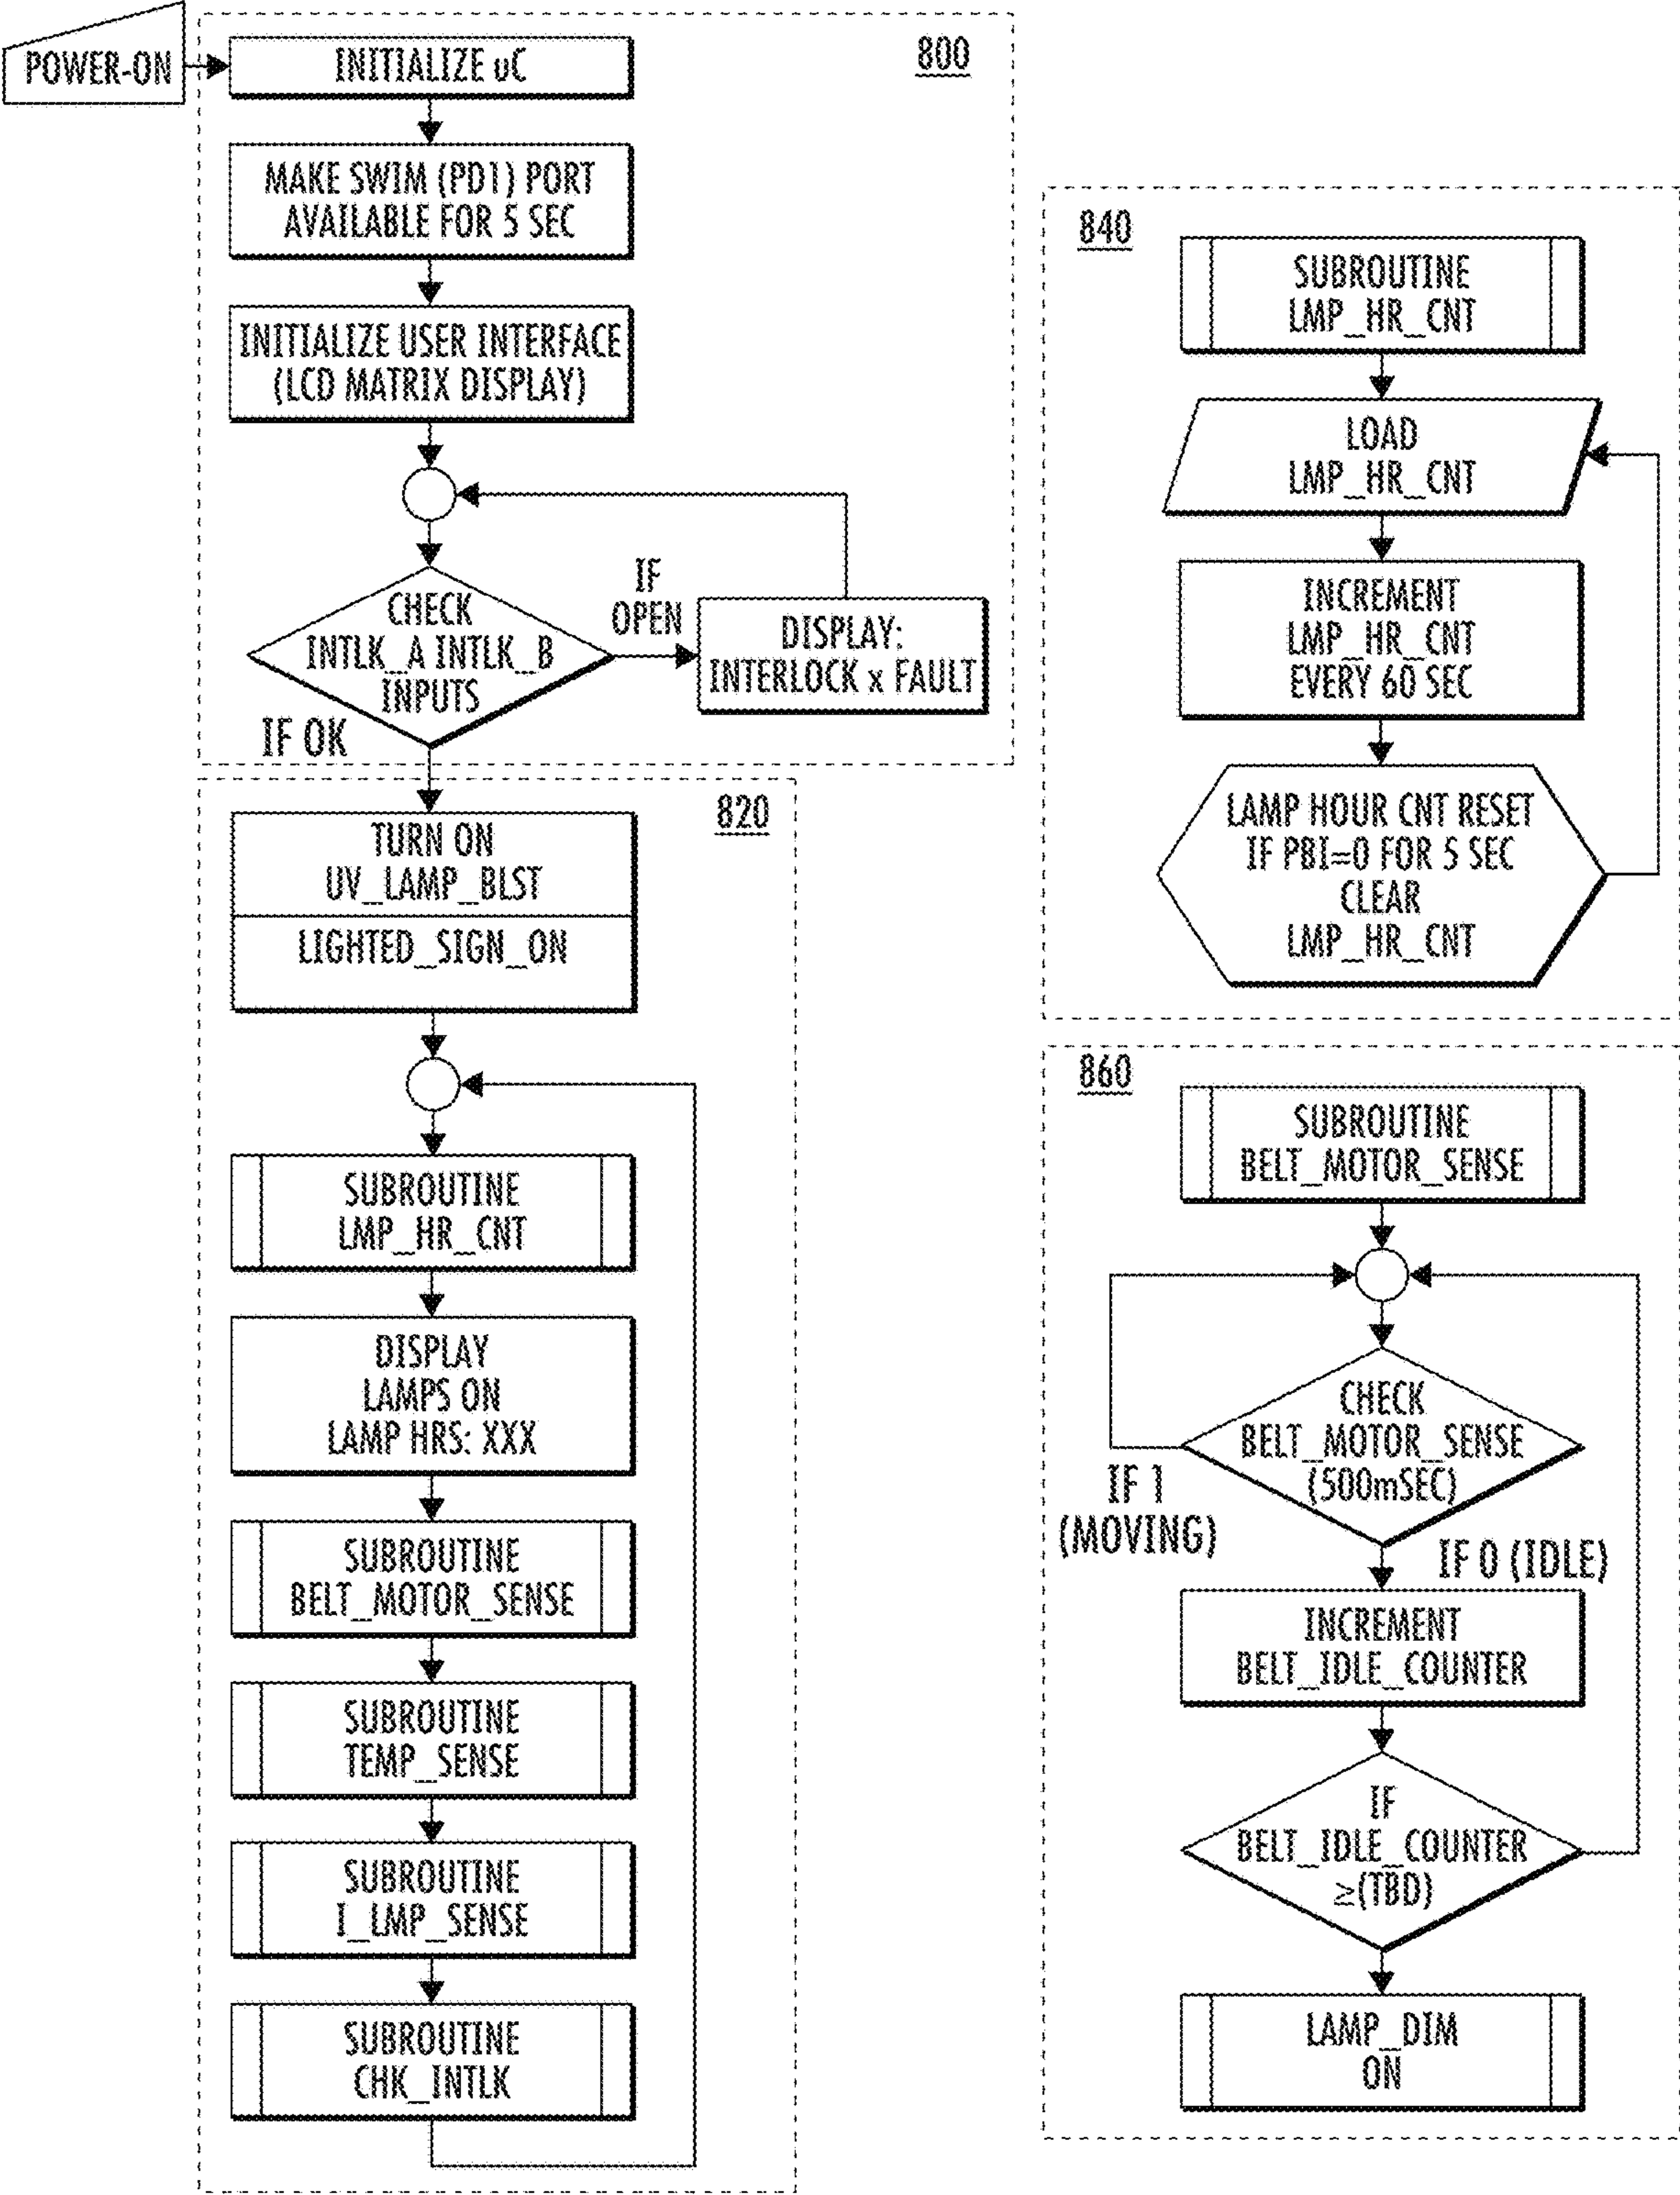 POWER-ON
INITIALIZE υC
800
MAKE SWIM (PD1) PORT
AVAILABLE FOR 5 SEC
INITIALIZE USER INTERFACE
(LCD MATRIX DISPLAY)
CHECK
INTLK_A INTLK_B
INPUTS
IF
OPEN
DISPLAY:
INTERLOCK x FAULT
IF OK
820
TURN ON
UV_LAMP_BLST
LIGHTED_SIGN_ON
SUBROUTINE
LMP_HR_CNT
DISPLAY
LAMPS ON
LAMP HRS: XXX
SUBROUTINE
BELT_MOTOR_SENSE
SUBROUTINE
TEMP_SENSE
SUBROUTINE
I_LMP_SENSE
SUBROUTINE
CHK_INTLK
840
SUBROUTINE
LMP_HR_CNT
LOAD
LMP_HR_CNT
INCREMENT
LMP_HR_CNT
EVERY 60 SEC
LAMP HOUR CNT RESET
IF PBI=0 FOR 5 SEC
CLEAR
LMP_HR_CNT
860
SUBROUTINE
BELT_MOTOR_SENSE
CHECK
BELT_MOTOR_SENSE
(500mSEC)
IF 1
(MOVING)
IF 0 (IDLE)
INCREMENT
BELT_IDLE_COUNTER
IF
BELT_IDLE_COUNTER
≥(TBD)
LAMP_DIM
ON